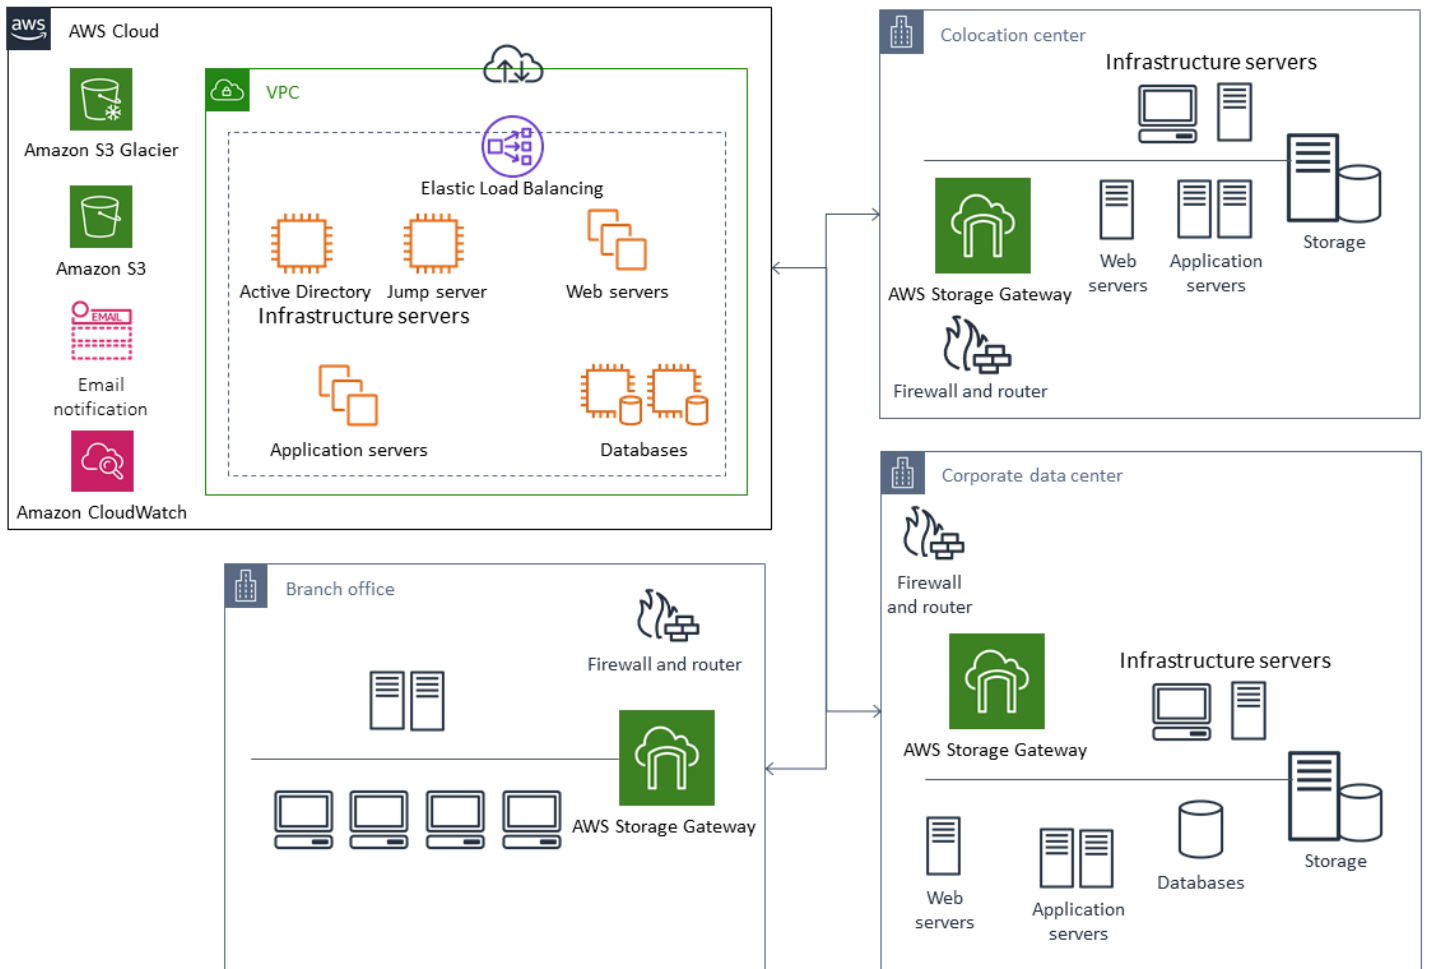 aws
AWS Cloud
Amazon S3 Glacier
Amazon S3
EMAIL
Email
notification
Amazon CloudWatch
VPC
Elastic Load Balancing
Active Directory
Jump server
Infrastructure servers
Web servers
Application servers
Databases
Colocation center
Infrastructure servers
AWS Storage Gateway
Web
servers
Application
servers
Storage
Firewall and router
Branch office
Firewall and router
AWS Storage Gateway
Corporate data center
Firewall
and router
AWS Storage Gateway
Infrastructure servers
Web
servers
Application
servers
Databases
Storage